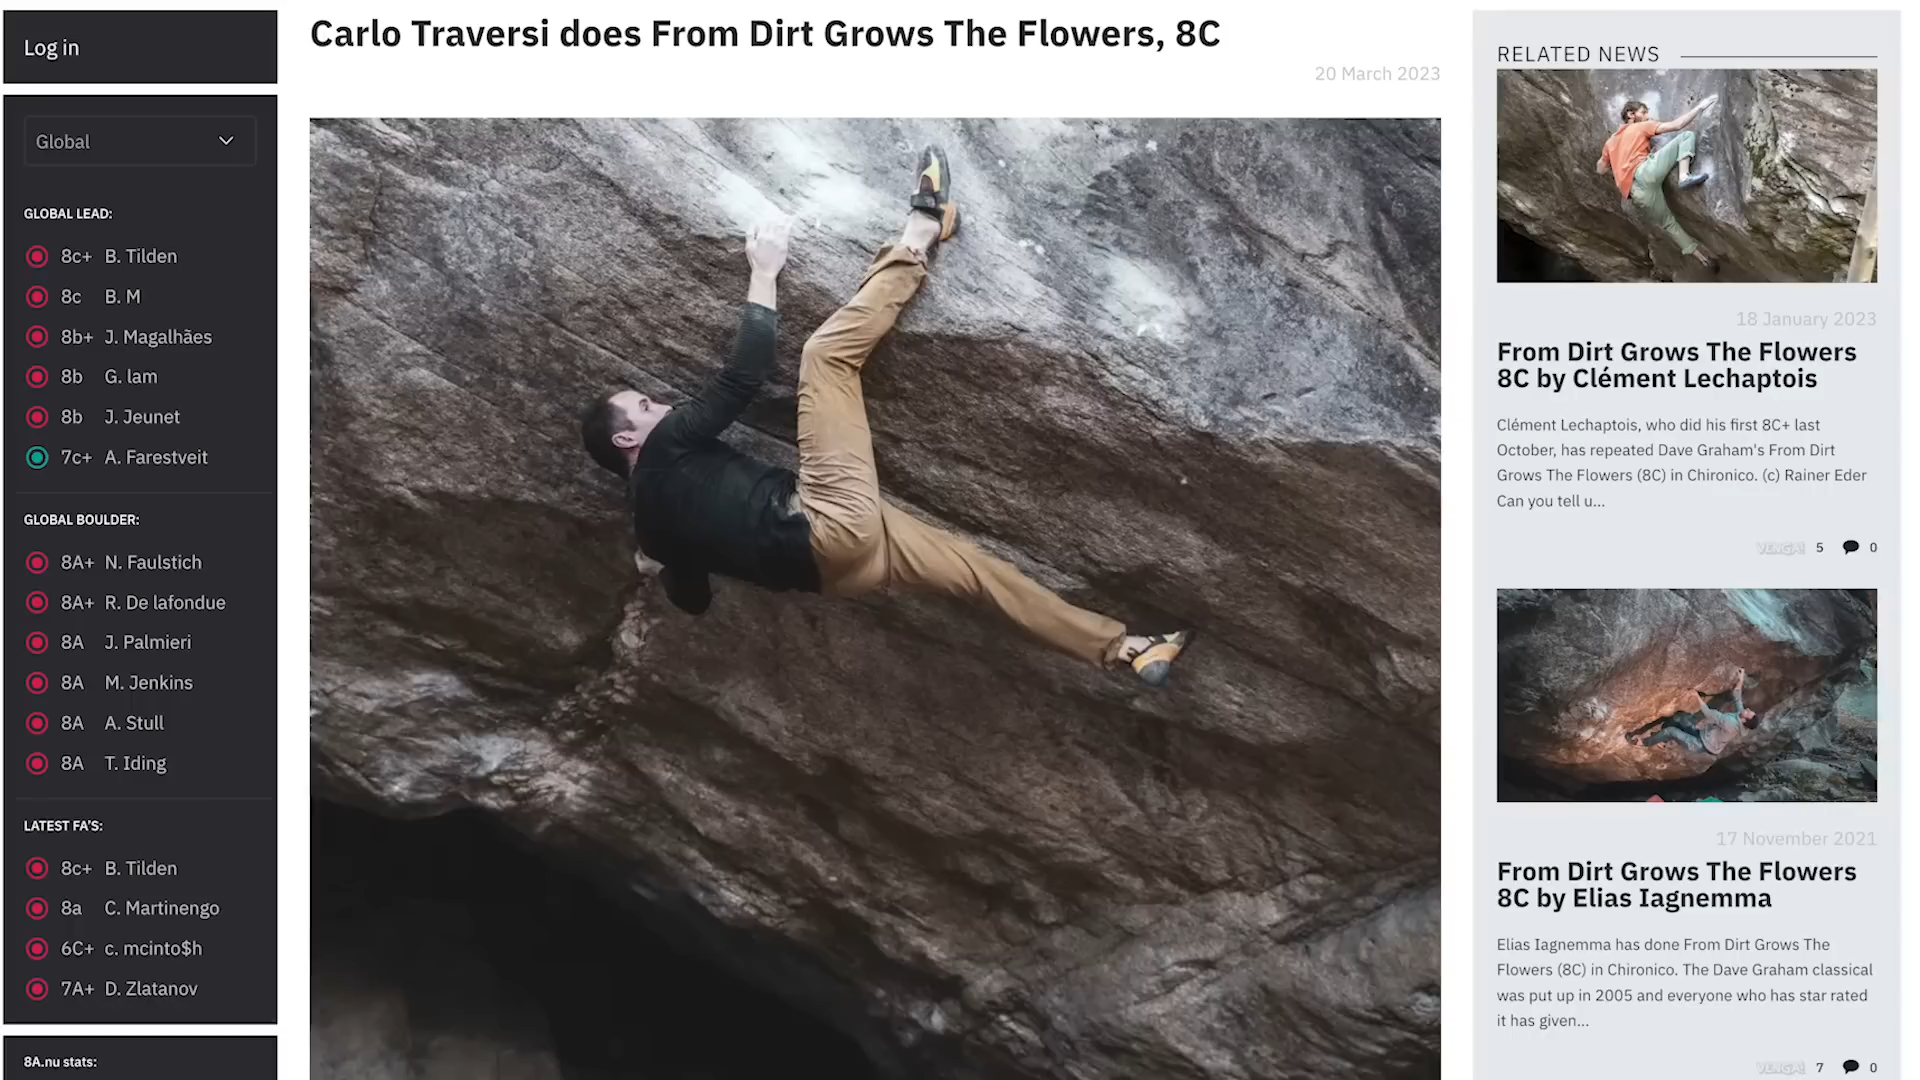 Log in
Global
GLOBAL LEAD:
8c+ B. Tilden
8c B. M
8b+ J. Magalhães
8b G. lam
8b J. Jeunet
7c+ A. Farestveit
GLOBAL BOULDER:
8A+ N. Faulstich
8A+ R. De lafondue
8A J. Palmieri
8A M. Jenkins
8A A. Stull
8A T. Iding
LATEST FA'S:
8c+ B. Tilden
8a C. Martinengo
6C+ c. mcinto$h
7A+ D. Zlatanov
8A.nu stats:
Carlo Traversi does From Dirt Grows The Flowers, 8C
20 March 2023
RELATED NEWS
18 January 2023
From Dirt Grows The Flowers
8C by Clément Lechaptois
Clément Lechaptois, who did his first 8C+ last
October, has repeated Dave Graham's From Dirt
Grows The Flowers (8C) in Chironico. (c) Rainer Eder
Can you tell u...
VENGA! 5 0
17 November 2021
From Dirt Grows The Flowers
8C by Elias Iagnemma
Elias Iagnemma has done From Dirt Grows The
Flowers (8C) in Chironico. The Dave Graham classical
was put up in 2005 and everyone who has star rated
it has given...
VENGA! 7 0